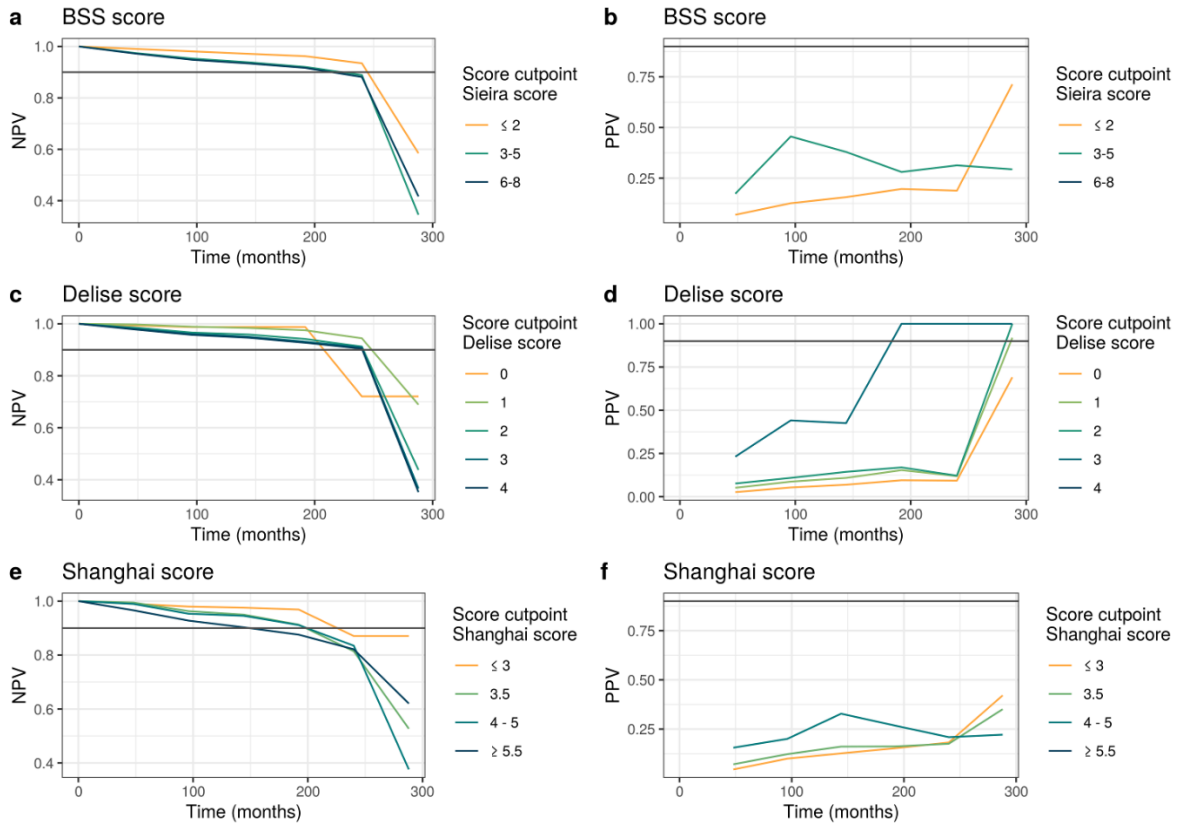 a BSS score
NPV
1.0
0.8
0.6
0.4
0 100 200 300
Time (months)
Score cutpoint
Sieira score
≤ 2
3-5
6-8
b BSS score
PPV
0.75
0.50
0.25
0 100 200 300
Time (months)
Score cutpoint
Sieira score
≤ 2
3-5
6-8
c Delise score
NPV
1.0
0.8
0.6
0.4
0 100 200 300
Time (months)
Score cutpoint
Delise score
0
1
2
3
4
d Delise score
PPV
1.00
0.75
0.50
0.25
0.00
0 100 200 300
Time (months)
Score cutpoint
Delise score
0
1
2
3
4
e Shanghai score
NPV
1.0
0.8
0.6
0.4
0 100 200 300
Time (months)
Score cutpoint
Shanghai score
≤ 3
3.5
4 - 5
≥ 5.5
f Shanghai score
PPV
0.75
0.50
0.25
0 100 200 300
Time (months)
Score cutpoint
Shanghai score
≤ 3
3.5
4 - 5
≥ 5.5